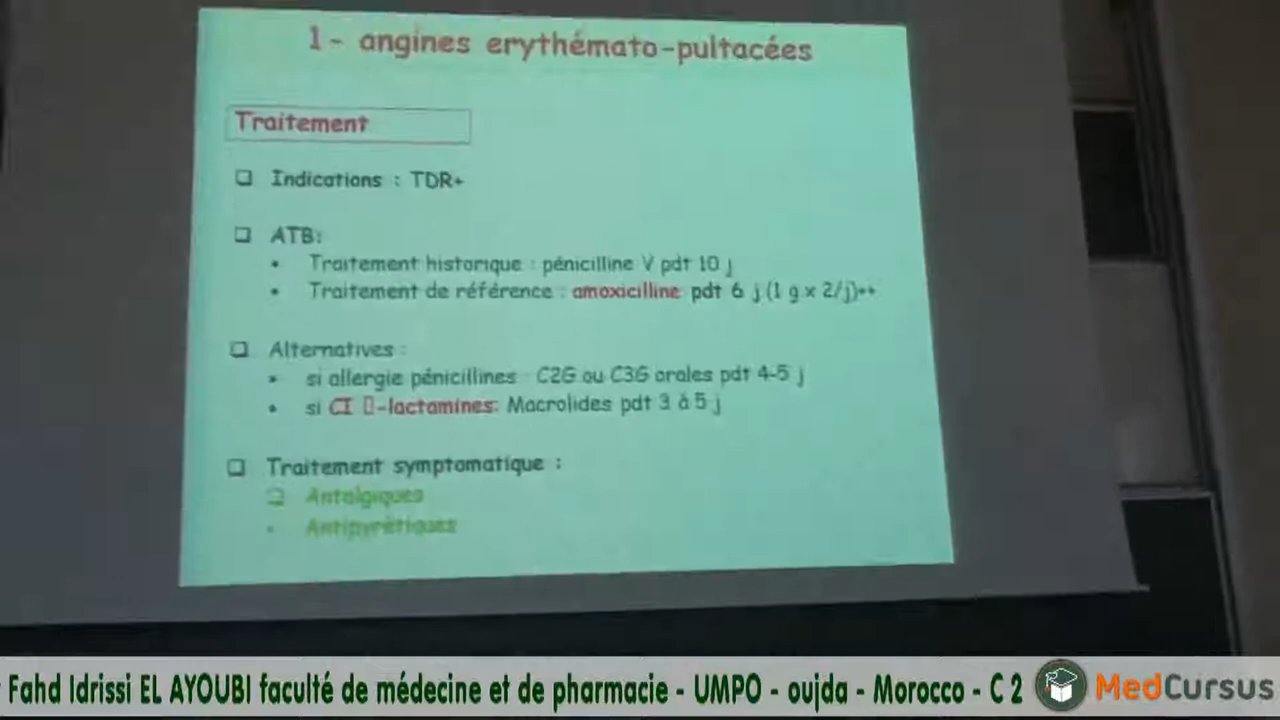 1- angines erythémato-pultacées
Traitement
❑ Indications : TDR+
❑ ATB:
• Traitement historique : pénicilline V pdt 10 j
• Traitement de référence : amoxicilline pdt 6 j (1 g x 2/j)++
❑ Alternatives :
• si allergie pénicillines : C2G ou C3G orales pdt 4-5 j
• si CI ▯-lactamines: Macrolides pdt 3 à 5 j
❑ Traitement symptomatique :
❑ Antalgiques
• Antipyrétiques
Fahd Idrissi EL AYOUBI faculté de médecine et de pharmacie - UMPO - oujda - Morocco - C 2
MedCursus